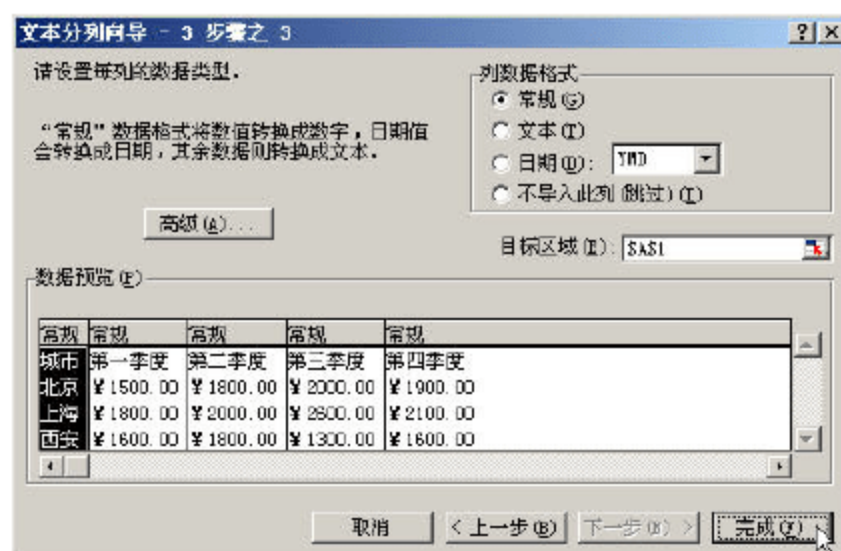 文本分列向导 - 3 步骤之 3
请设置每列的数据类型.
“常规”数据格式将数值转换成数字，日期值
会转换成日期，其余数据则转换成文本.
高级(A)...
列数据格式
常规(G)
文本(T)
日期(D): YMD
不导入此列(跳过)(I)
目标区域(E): $A$1
数据预览(P)
常规 常规 常规 常规 常规
城市 第一季度 第二季度 第三季度 第四季度
北京 ¥1500.00 ¥1800.00 ¥2000.00 ¥1900.00
上海 ¥1800.00 ¥2000.00 ¥2600.00 ¥2100.00
西安 ¥1600.00 ¥1800.00 ¥1300.00 ¥1600.00
取消 <上一步(B) 下一步(N)> 完成(F)